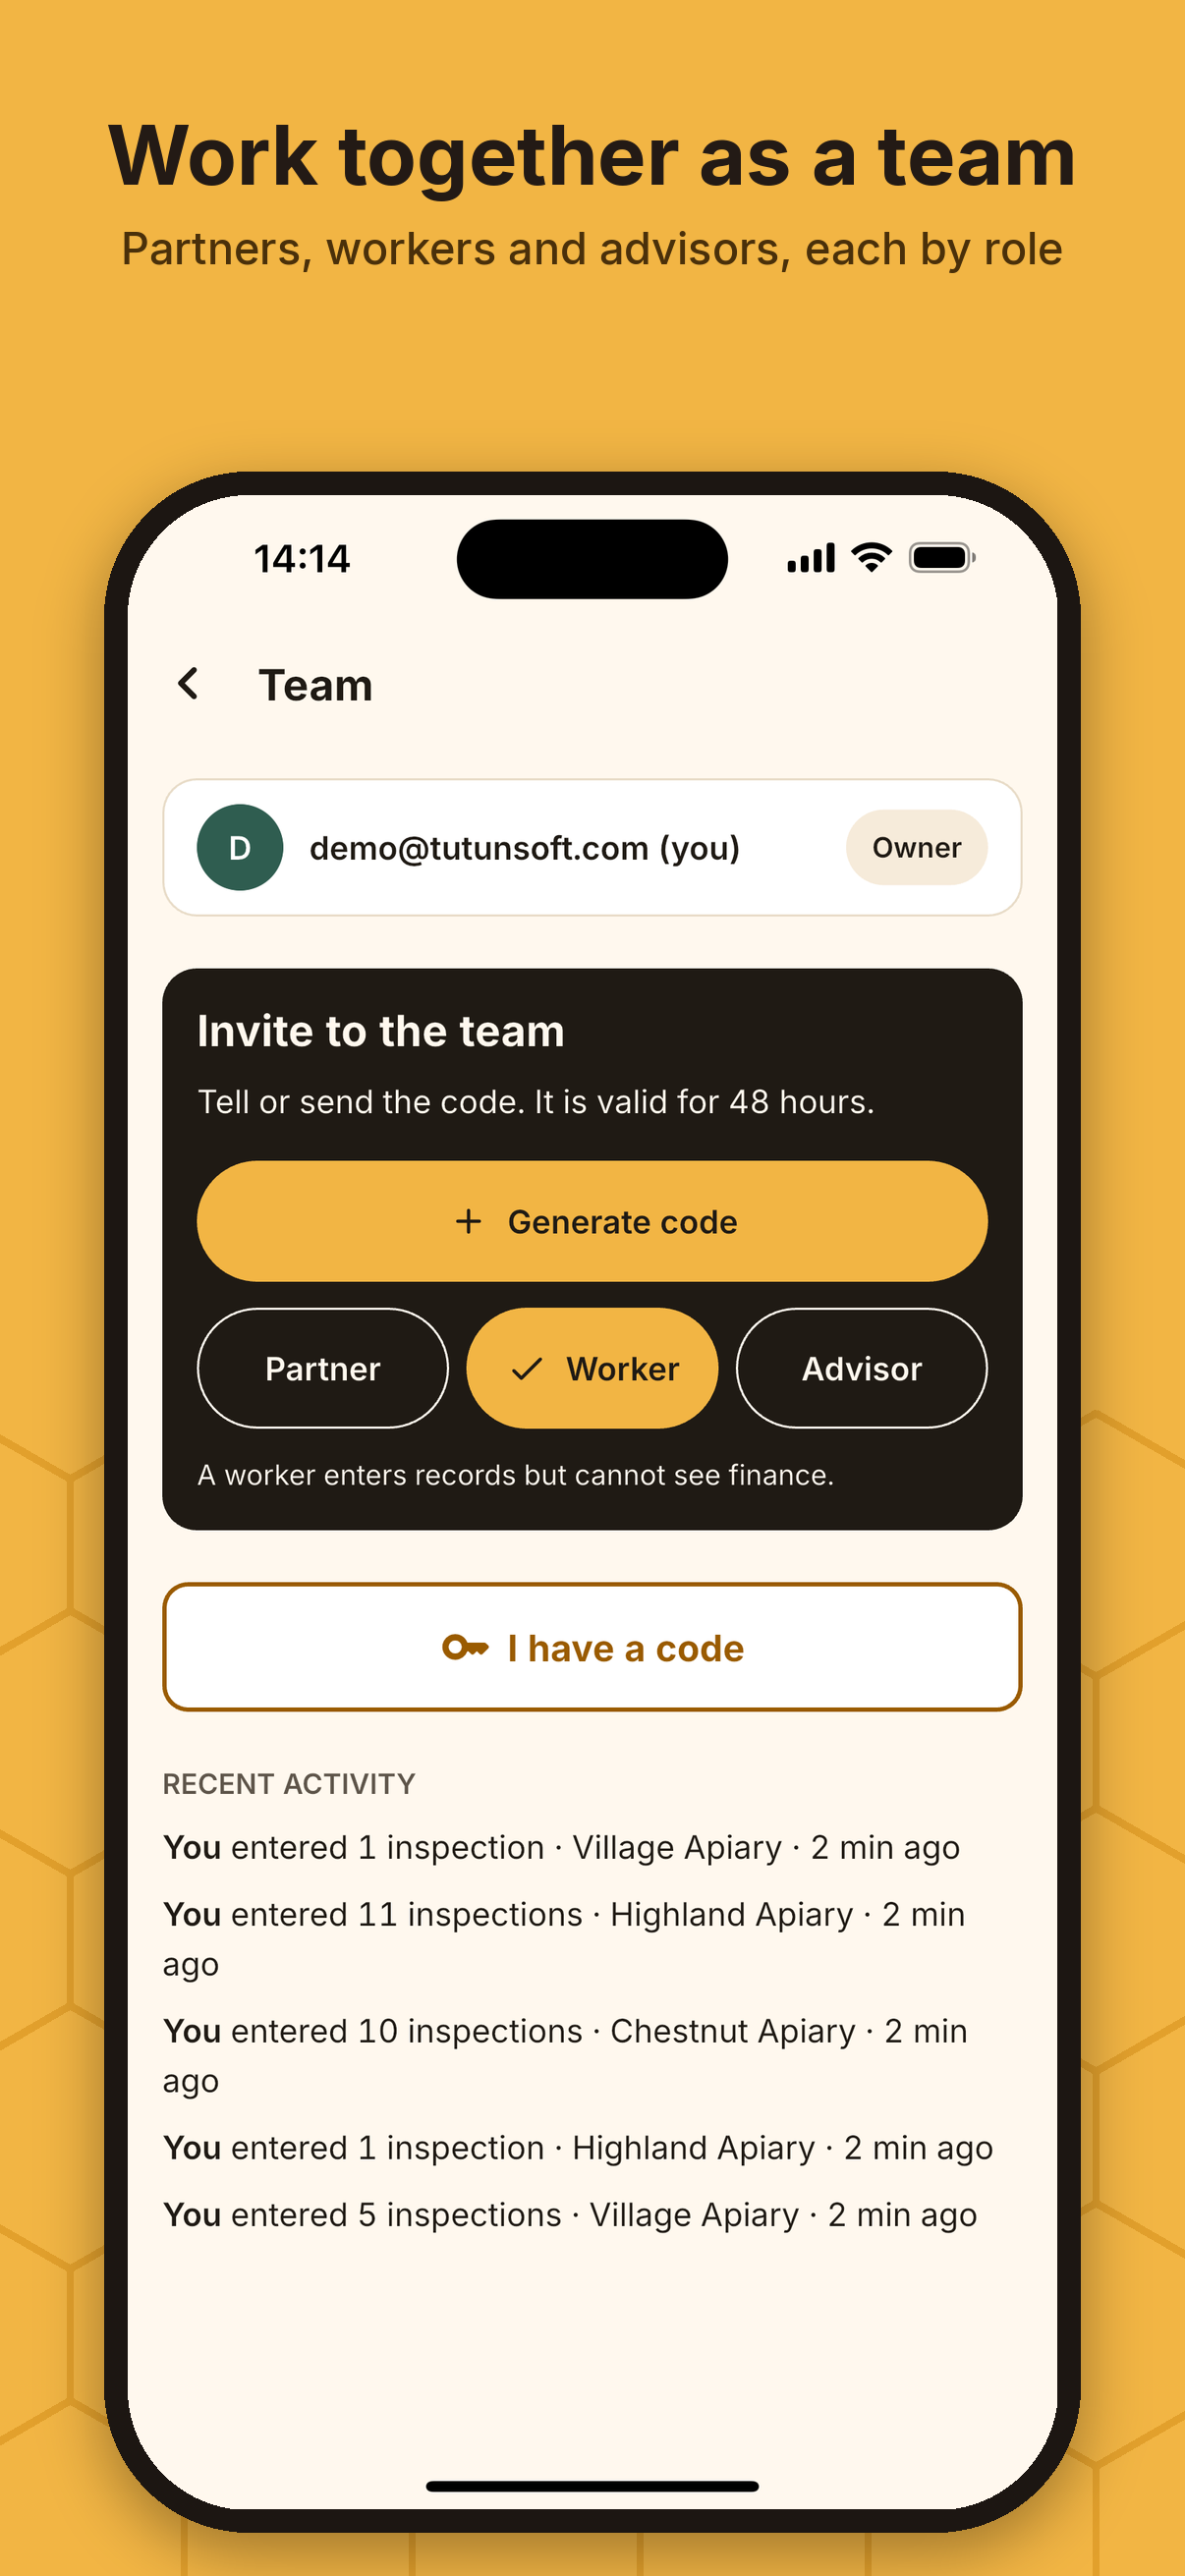 Work together as a team
Partners, workers and advisors, each by role
14:14
Team
D
demo@tutunsoft.com (you)
Owner
Invite to the team
Tell or send the code. It is valid for 48 hours.
+ Generate code
Partner
Worker
Advisor
A worker enters records but cannot see finance.
I have a code
RECENT ACTIVITY
You entered 1 inspection · Village Apiary · 2 min ago
You entered 11 inspections · Highland Apiary · 2 min
ago
You entered 10 inspections · Chestnut Apiary · 2 min
ago
You entered 1 inspection · Highland Apiary · 2 min ago
You entered 5 inspections · Village Apiary · 2 min ago